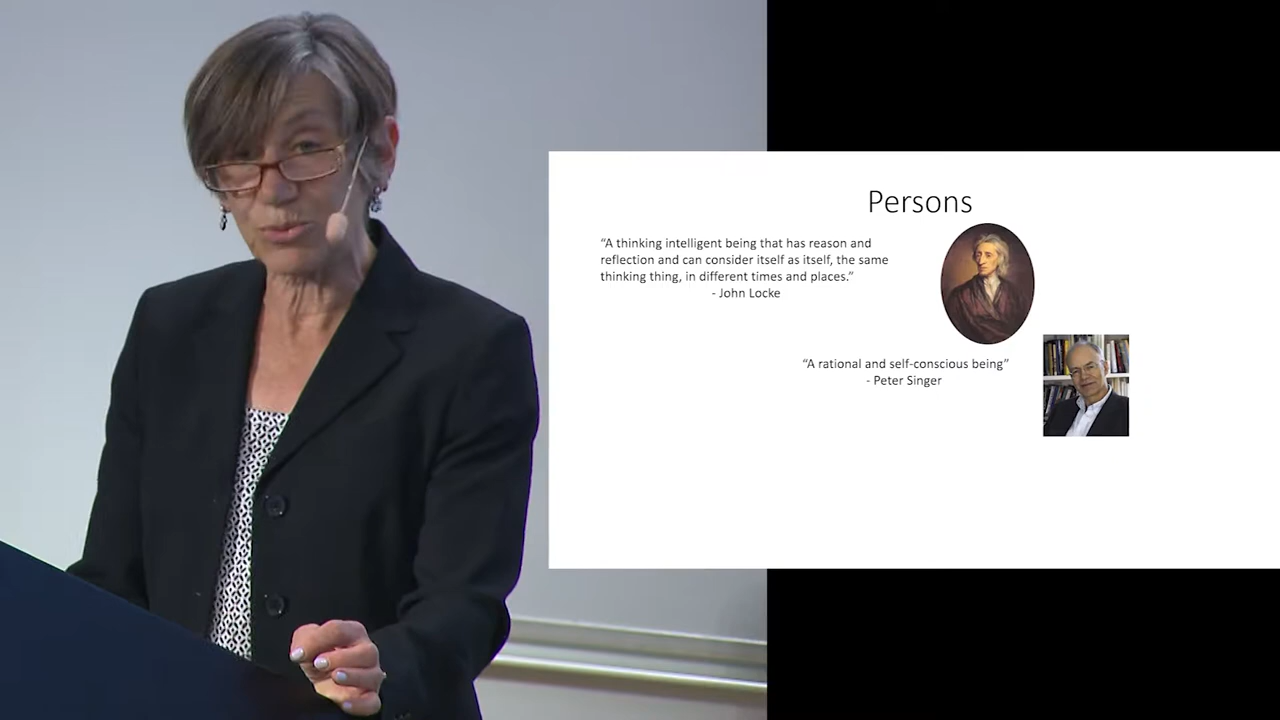 Persons
“A thinking intelligent being that has reason and
reflection and can consider itself as itself, the same
thinking thing, in different times and places.”
- John Locke
“A rational and self-conscious being”
- Peter Singer